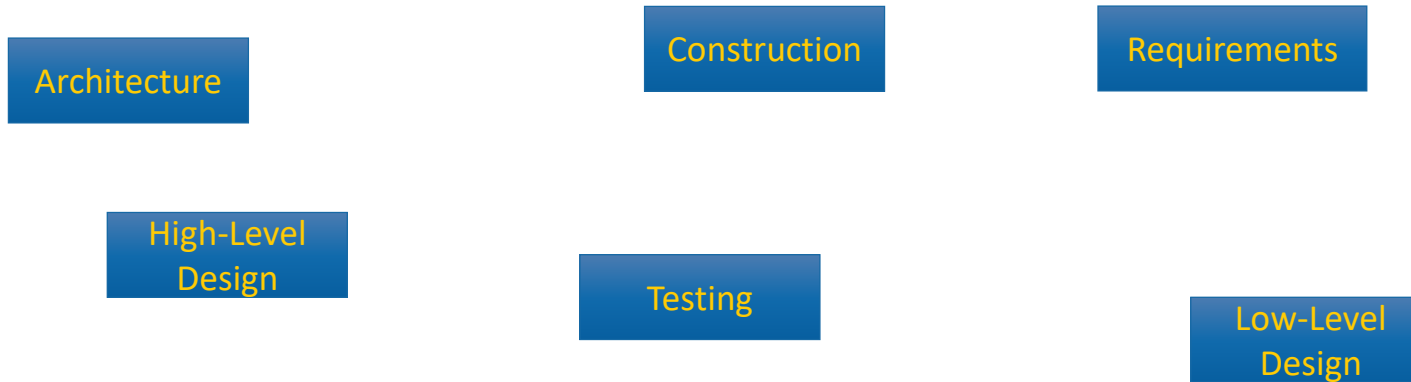 Architecture
Construction
Requirements
High-Level
Design
Testing
Low-Level
Design